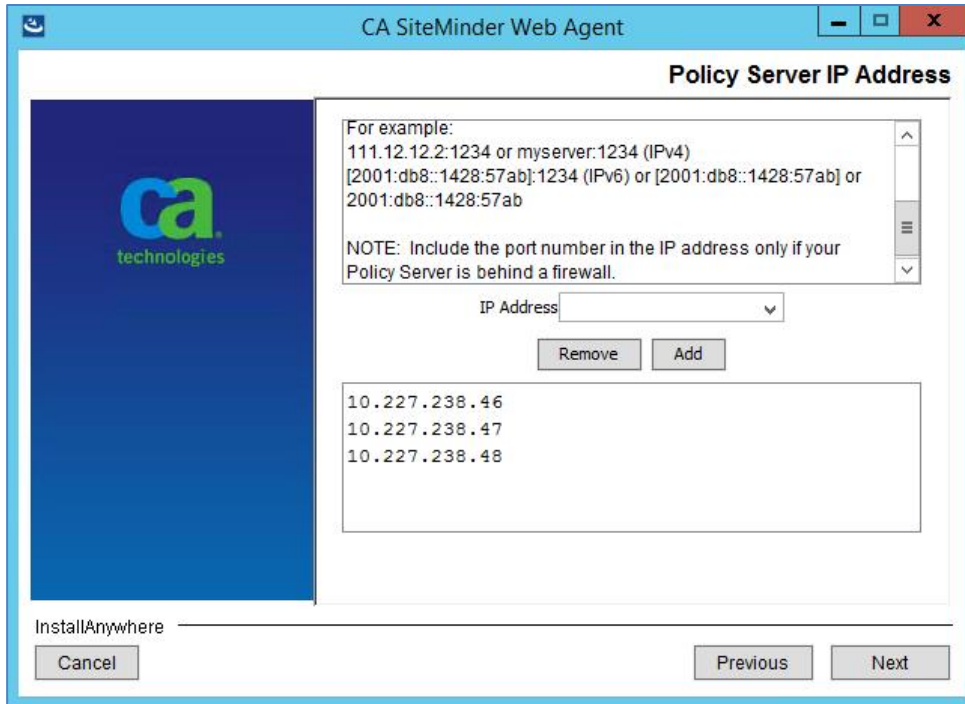 CA SiteMinder Web Agent
Policy Server IP Address
ca
technologies
For example:
111.12.12.2:1234 or myserver:1234 (IPv4)
[2001:db8::1428:57ab]:1234 (IPv6) or [2001:db8::1428:57ab] or
2001:db8::1428:57ab
NOTE: Include the port number in the IP address only if your
Policy Server is behind a firewall.
IP Address
Remove Add
10.227.238.46
10.227.238.47
10.227.238.48
InstallAnywhere
Cancel Previous Next